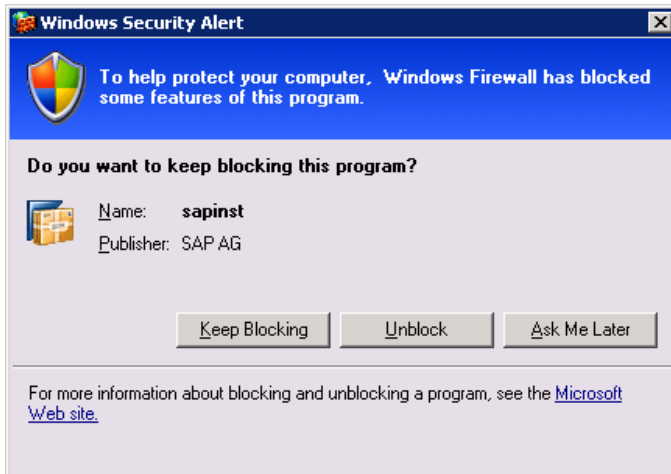 Windows Security Alert
To help protect your computer, Windows Firewall has blocked
some features of this program.
Do you want to keep blocking this program?
Name: sapinst
Publisher: SAP AG
Keep Blocking Unblock Ask Me Later
For more information about blocking and unblocking a program, see the Microsoft
Web site.